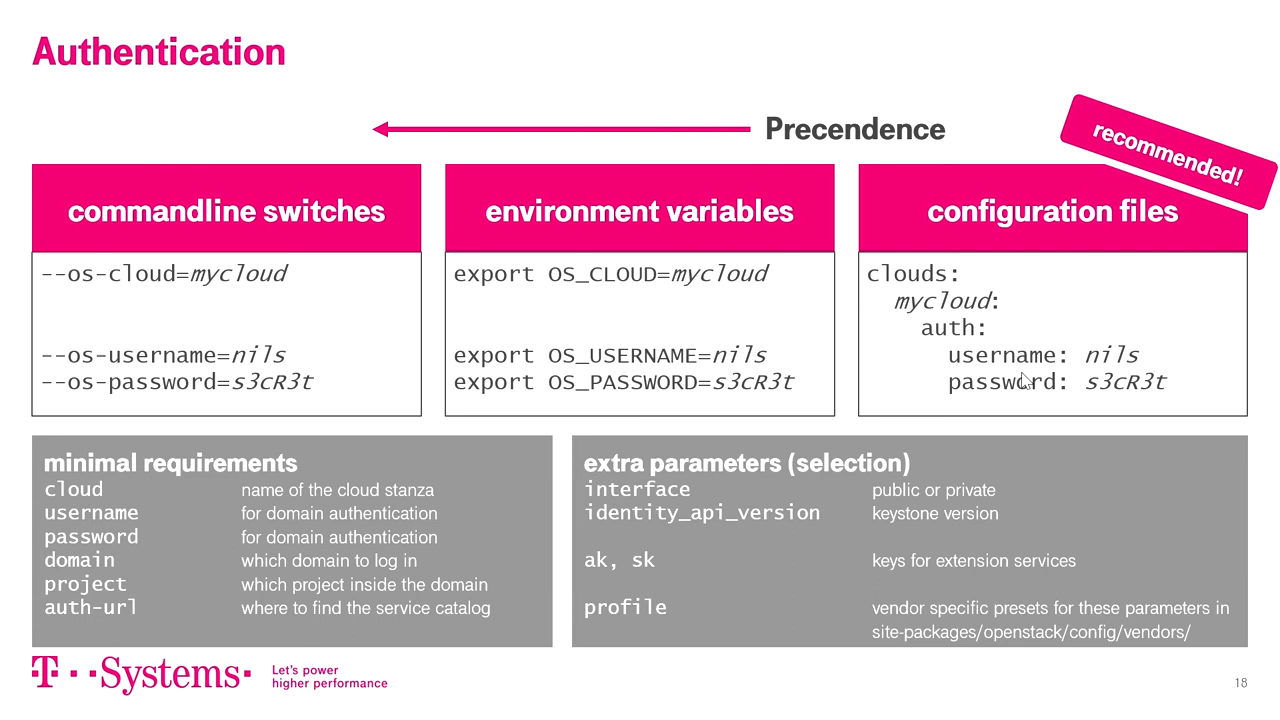 Authentication
Precendence
recommended!
commandline switches
--os-cloud=mycloud
--os-username=nils
--os-password=s3cR3t
environment variables
export OS_CLOUD=mycloud
export OS_USERNAME=nils
export OS_PASSWORD=s3cR3t
configuration files
clouds:
  mycloud:
    auth:
      username: nils
      password: s3cR3t
minimal requirements
cloud name of the cloud stanza
username for domain authentication
password for domain authentication
domain which domain to log in
project which project inside the domain
auth-url where to find the service catalog
extra parameters (selection)
interface public or private
identity_api_version keystone version
ak, sk keys for extension services
profile vendor specific presets for these parameters in
site-packages/openstack/config/vendors/
T··Systems·
Let's power
higher performance
18